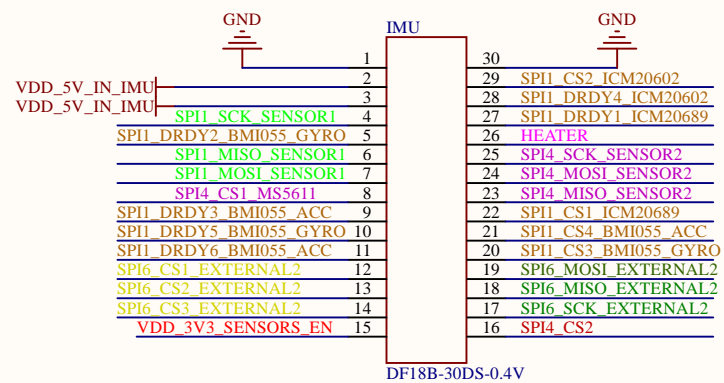 GND
GND
IMU
1
30
2
29
SPI1_CS2_ICM20602
VDD_5V_IN_IMU
3
28
SPI1_DRDY4_ICM20602
VDD_5V_IN_IMU
SPI1_SCK_SENSOR1
4
27
SPI1_DRDY1_ICM20689
SPI1_DRDY2_BMI055_GYRO
5
26
HEATER
SPI1_MISO_SENSOR1
6
25
SPI4_SCK_SENSOR2
SPI1_MOSI_SENSOR1
7
24
SPI4_MOSI_SENSOR2
SPI4_CS1_MS5611
8
23
SPI4_MISO_SENSOR2
SPI1_DRDY3_BMI055_ACC
9
22
SPI1_CS1_ICM20689
SPI1_DRDY5_BMI055_GYRO
10
21
SPI1_CS4_BMI055_ACC
SPI1_DRDY6_BMI055_ACC
11
20
SPI1_CS3_BMI055_GYRO
SPI6_CS1_EXTERNAL2
12
19
SPI6_MOSI_EXTERNAL2
SPI6_CS2_EXTERNAL2
13
18
SPI6_MISO_EXTERNAL2
SPI6_CS3_EXTERNAL2
14
17
SPI6_SCK_EXTERNAL2
VDD_3V3_SENSORS_EN
15
16
SPI4_CS2
DF18B-30DS-0.4V